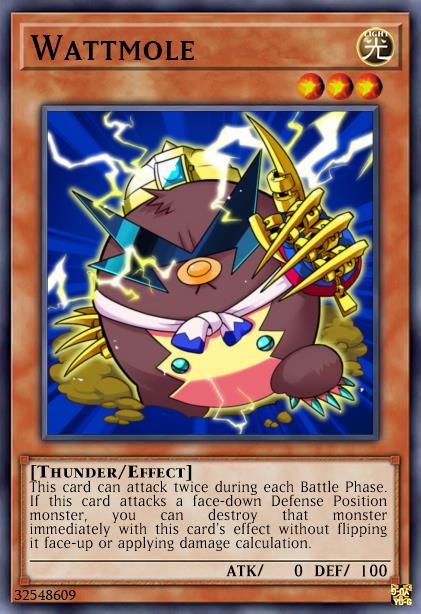 WATTMOLE
LIGHT
光
[THUNDER/EFFECT]
This card can attack twice during each Battle Phase.
If this card attacks a face-down Defense Position
monster, you can destroy that monster
immediately with this card's effect without flipping
it face-up or applying damage calculation.
ATK/ 0 DEF/ 100
32548609